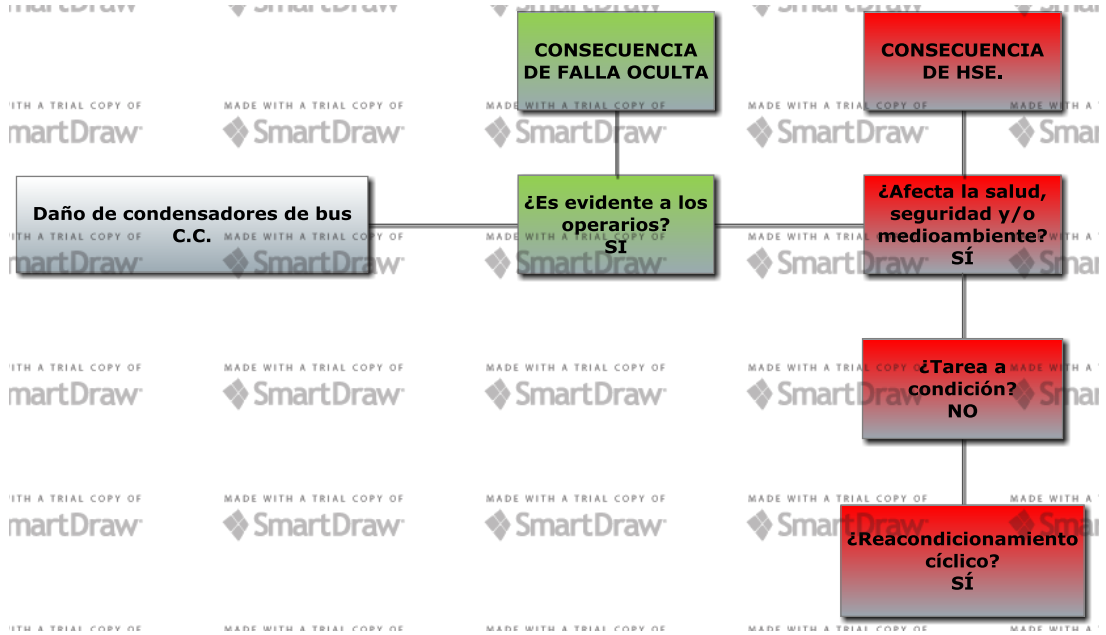 CONSECUENCIA
DE FALLA OCULTA
CONSECUENCIA
DE HSE.
Daño de condensadores de bus
C.C.
¿Es evidente a los
operarios?
SI
¿Afecta la salud,
seguridad y/o
medioambiente?
SÍ
¿Tarea a
condición?
NO
¿Reacondicionamiento
cíclico?
SÍ
MADE WITH A TRIAL COPY OF
SmartDraw